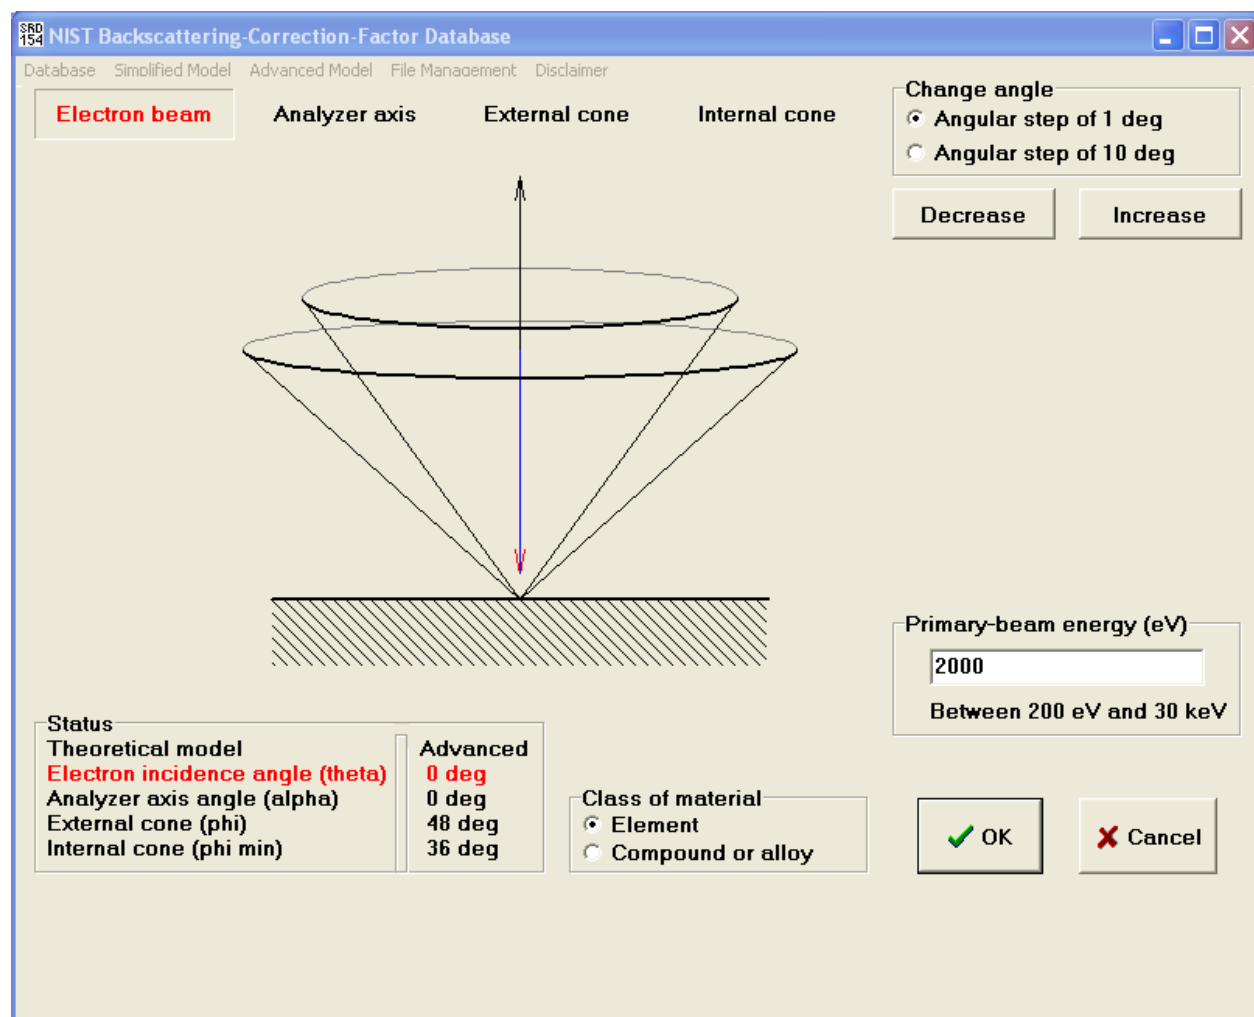 SRD
154
NIST Backscattering-Correction-Factor Database
Database Simplified Model Advanced Model File Management Disclaimer
Electron beam Analyzer axis External cone Internal cone
Change angle
Angular step of 1 deg
Angular step of 10 deg
Decrease Increase
Primary-beam energy (eV)
2000
Between 200 eV and 30 keV
Status
Theoretical model Advanced
Electron incidence angle (theta) 0 deg
Analyzer axis angle (alpha) 0 deg
External cone (phi) 48 deg
Internal cone (phi min) 36 deg
Class of material
Element
Compound or alloy
OK Cancel